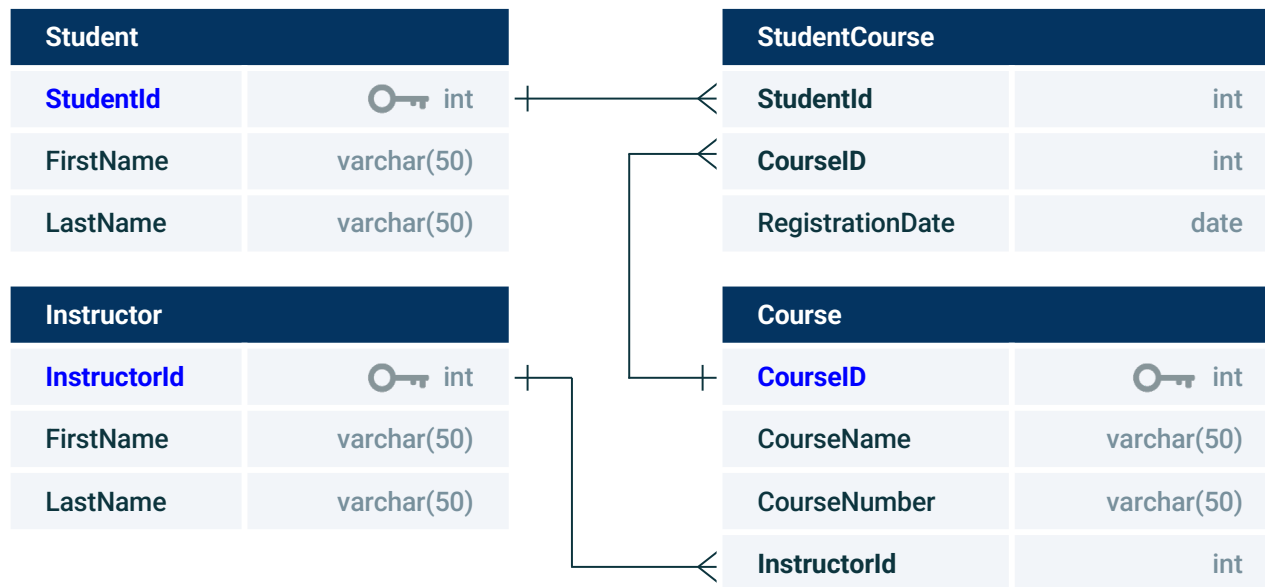 Student
StudentId int
FirstName varchar(50)
LastName varchar(50)
StudentCourse
StudentId int
CourseID int
RegistrationDate date
Instructor
InstructorId int
FirstName varchar(50)
LastName varchar(50)
Course
CourseID int
CourseName varchar(50)
CourseNumber varchar(50)
InstructorId int